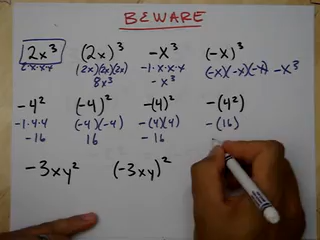 BEWARE
2x³ (2x)³ -x³ (-x)³
2·x·x·x (2x)(2x)(2x) -1·x·x·x (-x)(-x)(-x) -x³
8x³ -x³
-4² (-4)² -(4)² -(4²)
-1·4·4 (-4)(-4) -(4)(4) -(16)
-16 16 -16
-3xy² (-3xy)²